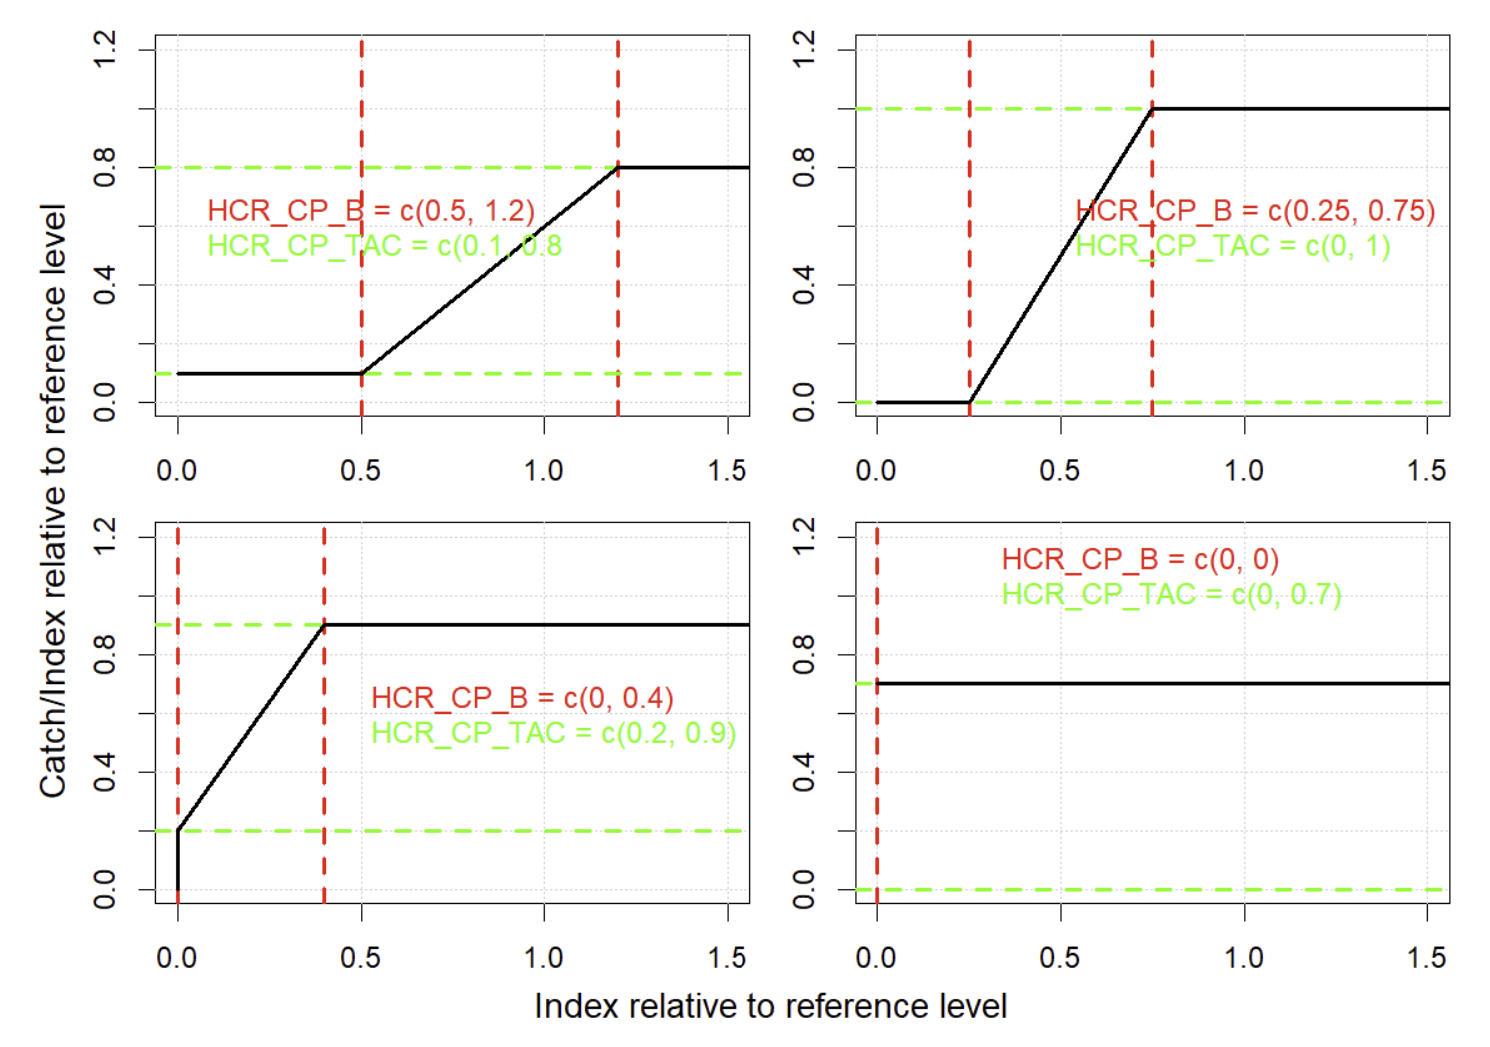 Catch/Index relative to reference level
1.2
0.8
0.4
0.0
HCR_CP_B = c(0.5, 1.2)
HCR_CP_TAC = c(0.1, 0.8
0.0 0.5 1.0 1.5
1.2
0.8
0.4
0.0
HCR_CP_B = c(0.25, 0.75)
HCR_CP_TAC = c(0, 1)
0.0 0.5 1.0 1.5
1.2
0.8
0.4
0.0
HCR_CP_B = c(0, 0.4)
HCR_CP_TAC = c(0.2, 0.9)
0.0 0.5 1.0 1.5
1.2
0.8
0.4
0.0
HCR_CP_B = c(0, 0)
HCR_CP_TAC = c(0, 0.7)
0.0 0.5 1.0 1.5
Index relative to reference level